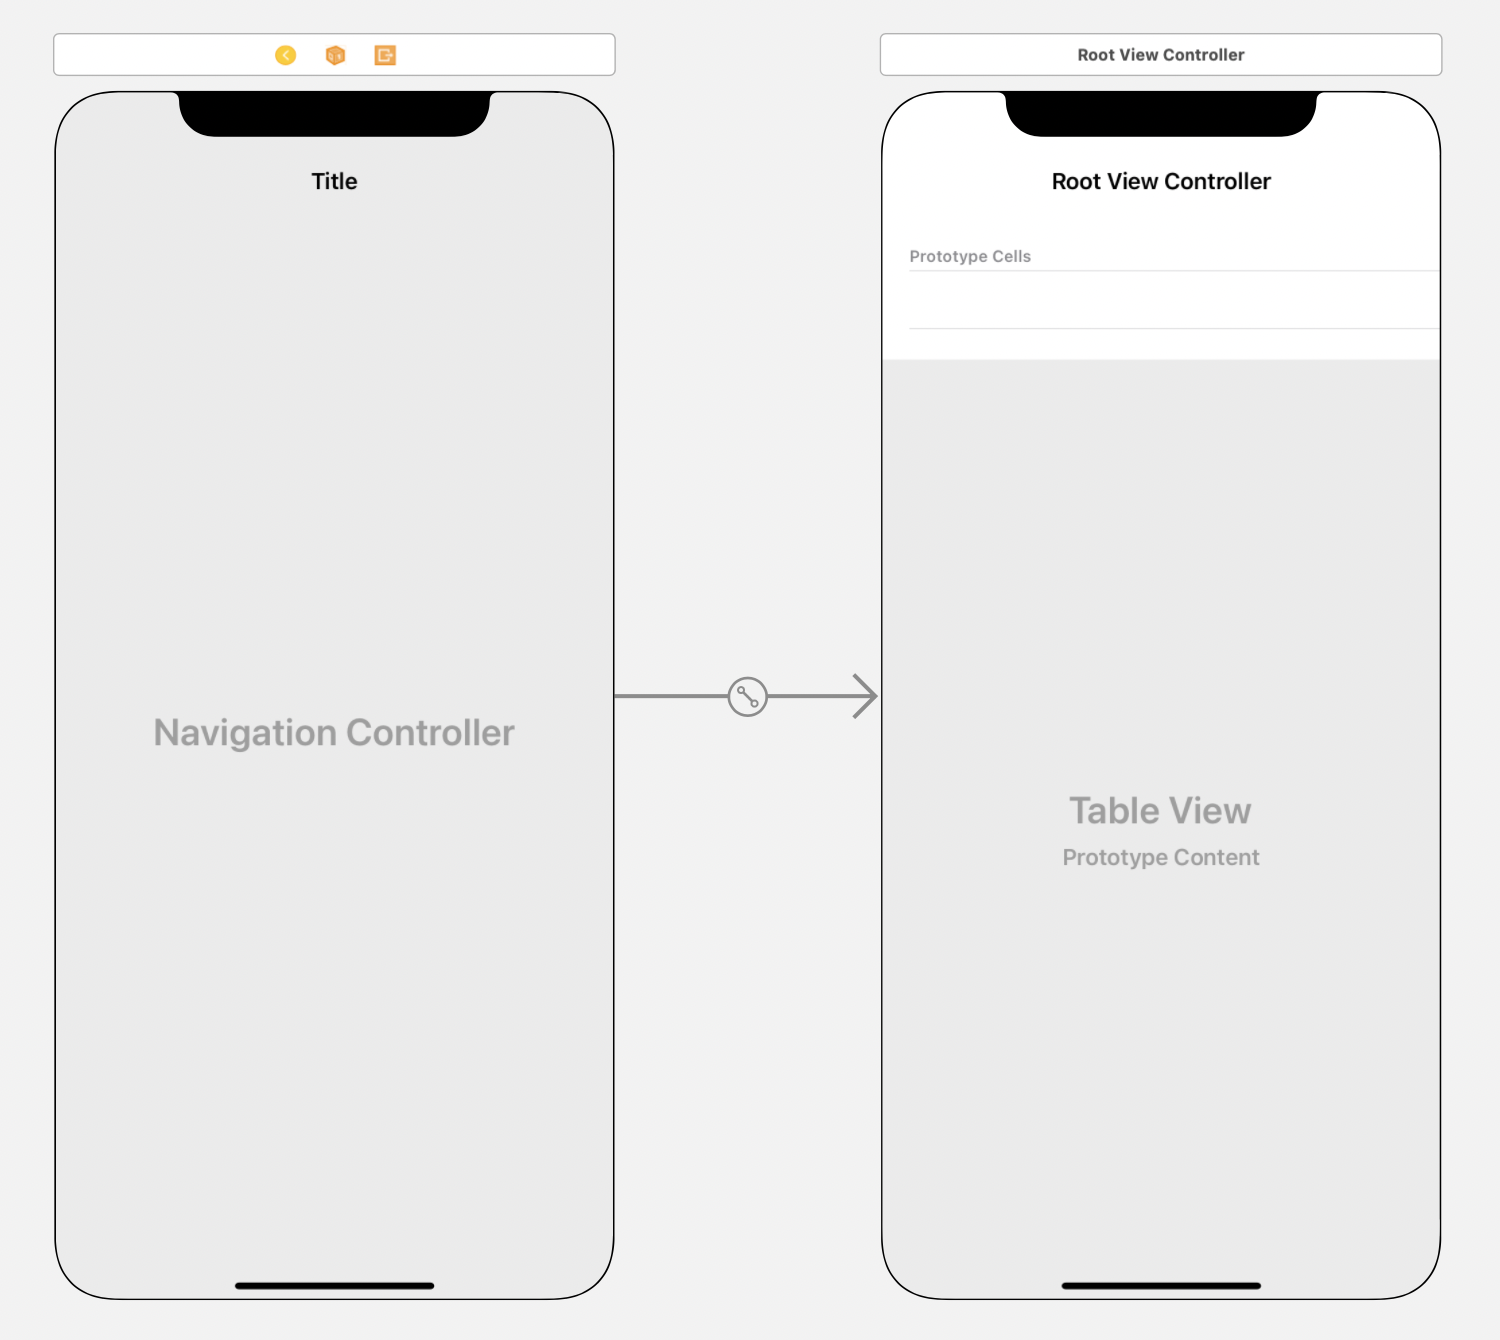 Root View Controller
Title
Root View Controller
Prototype Cells
Navigation Controller
Table View
Prototype Content